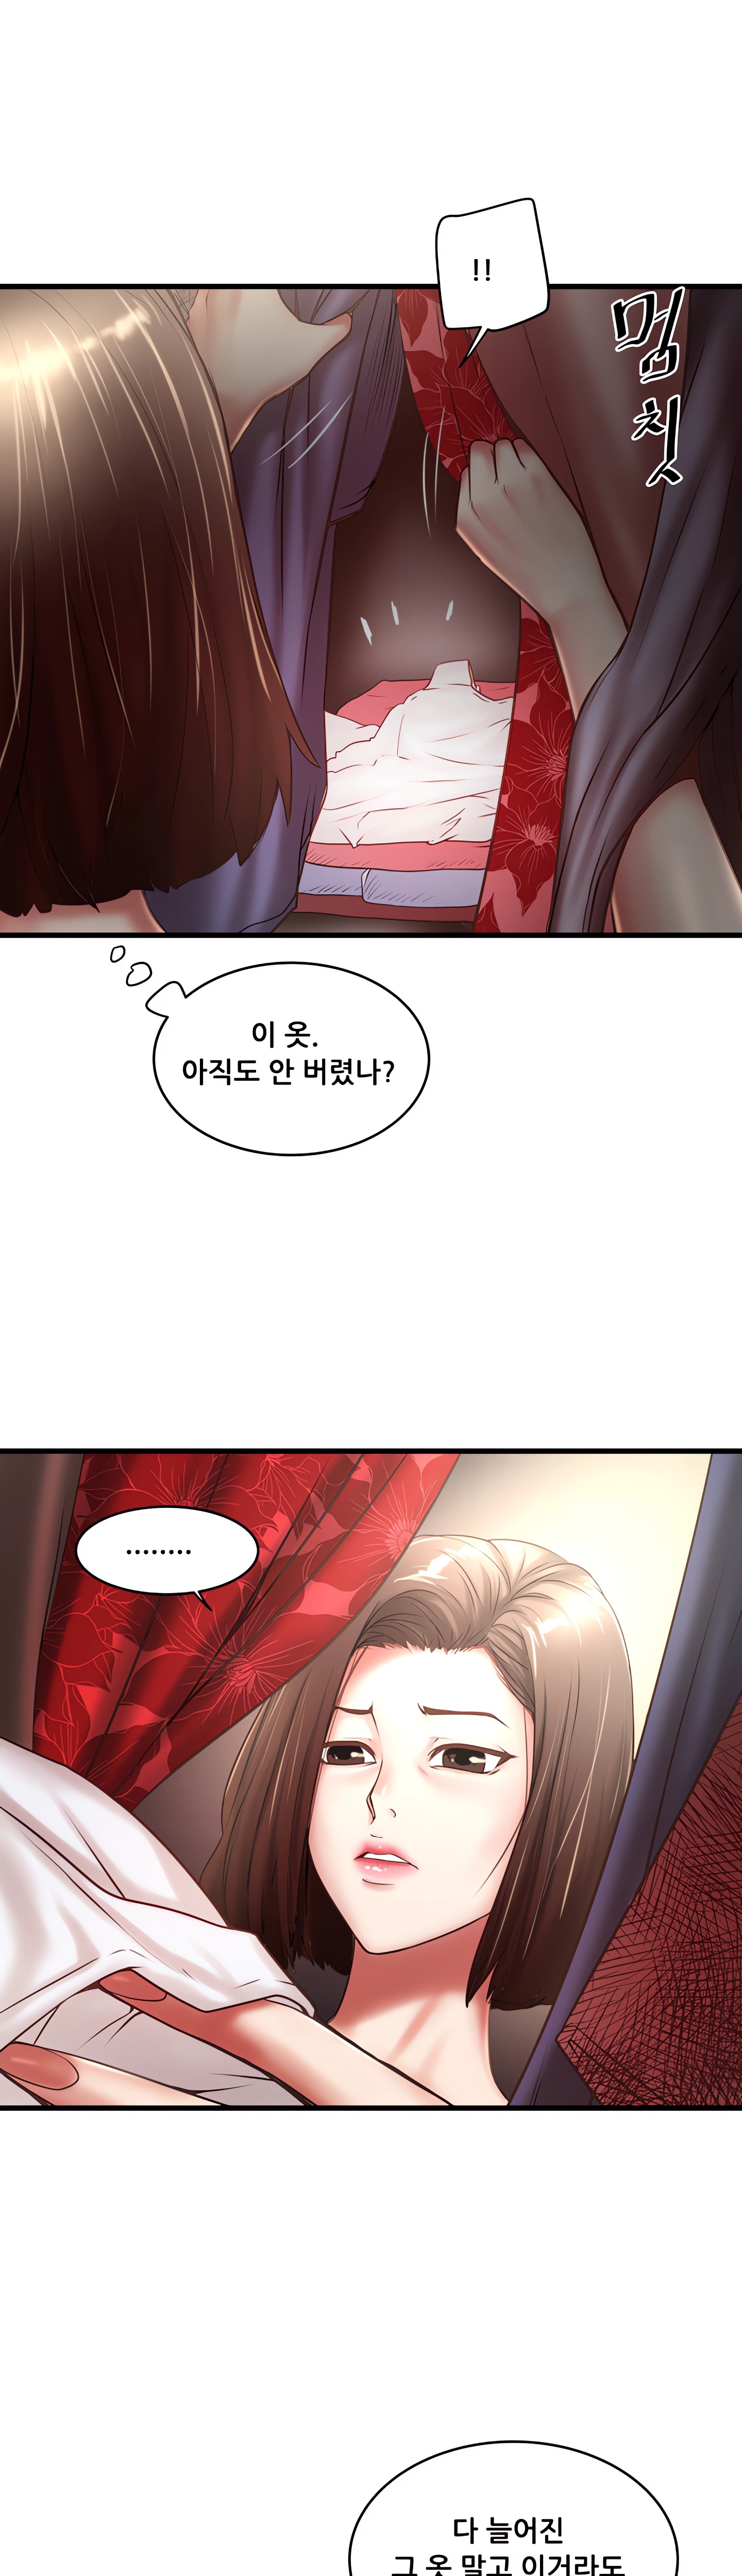 !!
멈
칫
이 옷.
아직도 안 버렸나?
........
다 늘어진
그 옷 말고 이거라도